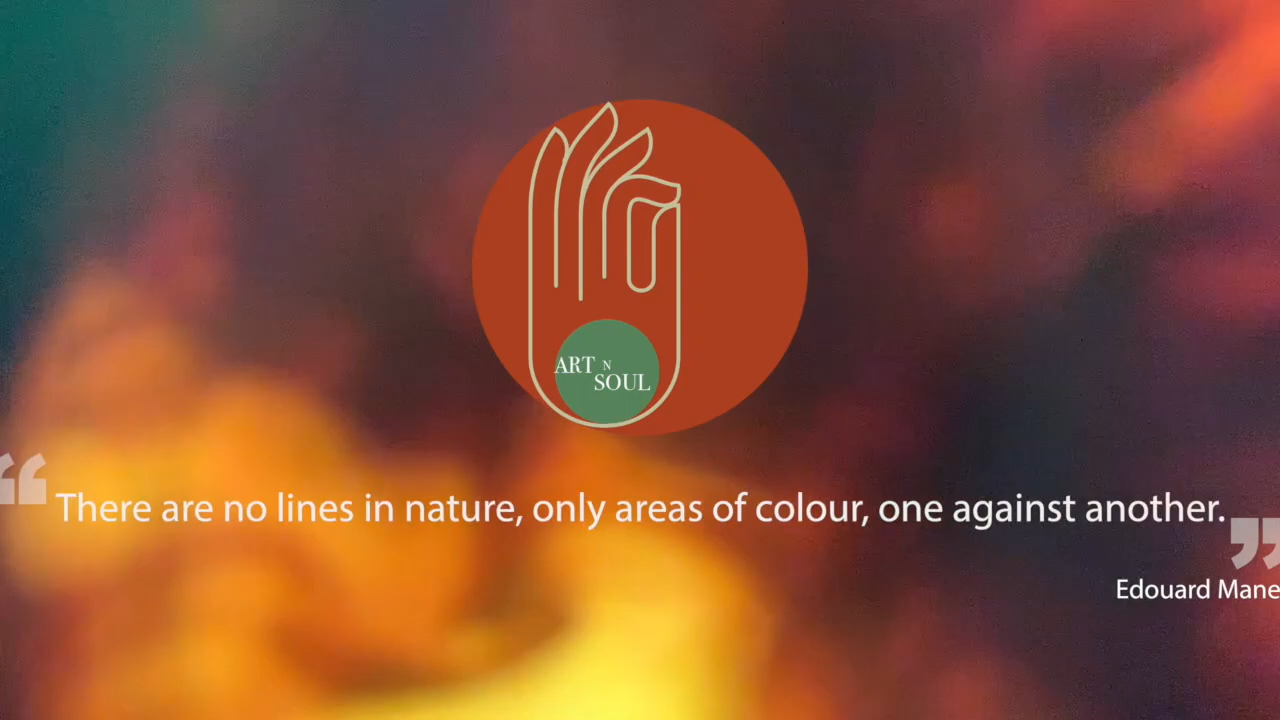 ART N
SOUL
“There are no lines in nature, only areas of colour, one against another.”
Edouard Mane